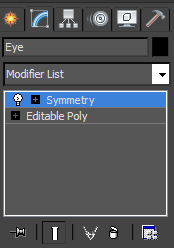 Eye
Modifier List
Symmetry
Editable Poly